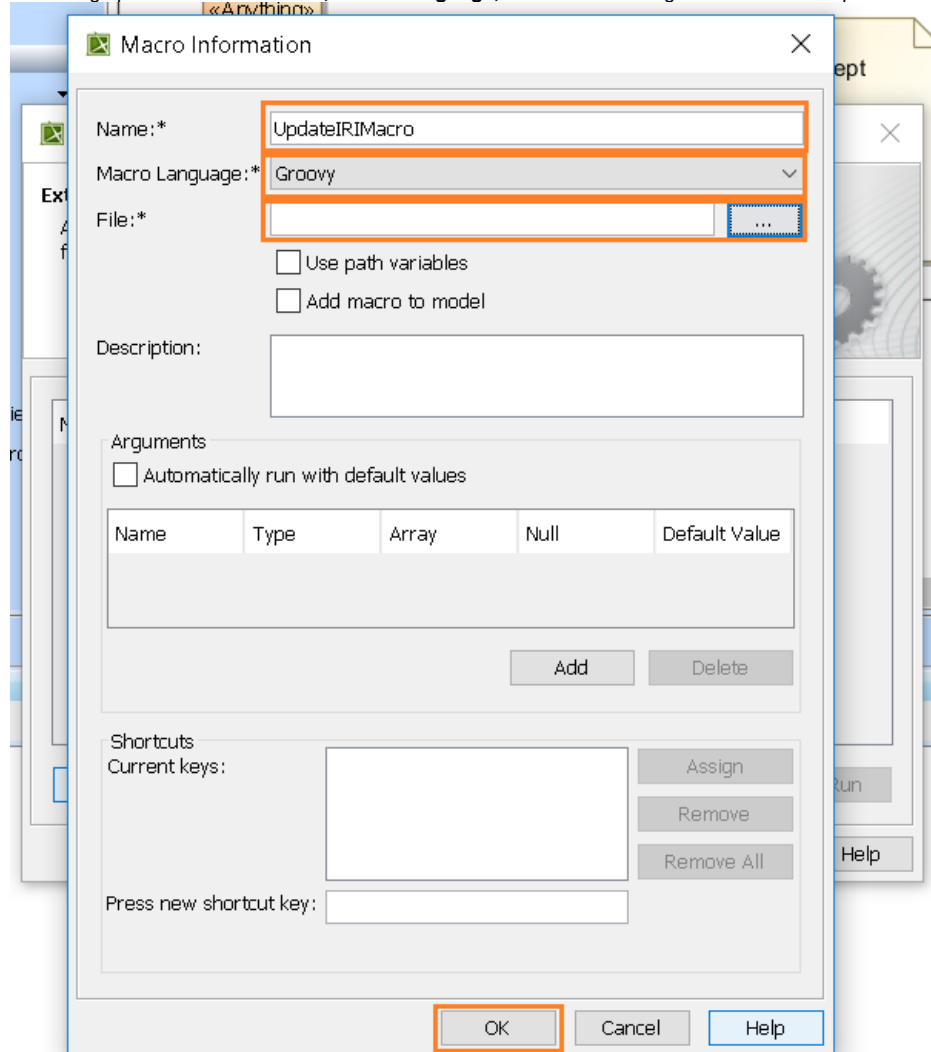 «Anything»
Macro Information
ept
Name:*
UpdateIRIMacro
Macro Language:*
Groovy
Ext
File:*
...
Use path variables
Add macro to model
Description:
Arguments
Automatically run with default values
Name Type Array Null Default Value
Add Delete
Shortcuts
Current keys:
Assign
Run
Remove
Remove All
Help
Press new shortcut key:
OK Cancel Help